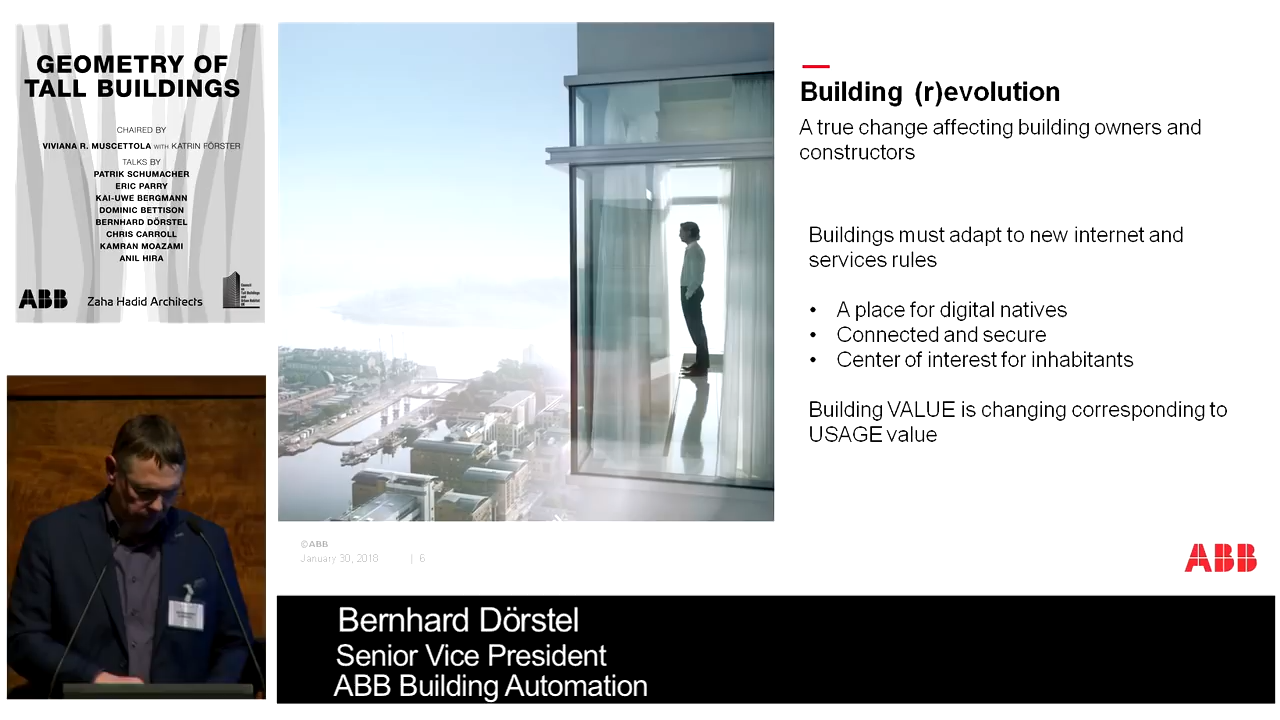 GEOMETRY OF
TALL BUILDINGS
CHAIRED BY
VIVIANA R. MUSCETTOLA WITH KATRIN FÖRSTER
TALKS BY
PATRIK SCHUMACHER
ERIC PARRY
KAI-UWE BERGMANN
DOMINIC BETTISON
BERNHARD DÖRSTEL
CHRIS CARROLL
KAMRAN MOAZAMI
ANIL HIRA
ABB
Zaha Hadid Architects
Building (r)evolution
A true change affecting building owners and
constructors
Buildings must adapt to new internet and
services rules
• A place for digital natives
• Connected and secure
• Center of interest for inhabitants
Building VALUE is changing corresponding to
USAGE value
©ABB
January 30, 2018 | 6
ABB
Bernhard Dörstel
Senior Vice President
ABB Building Automation